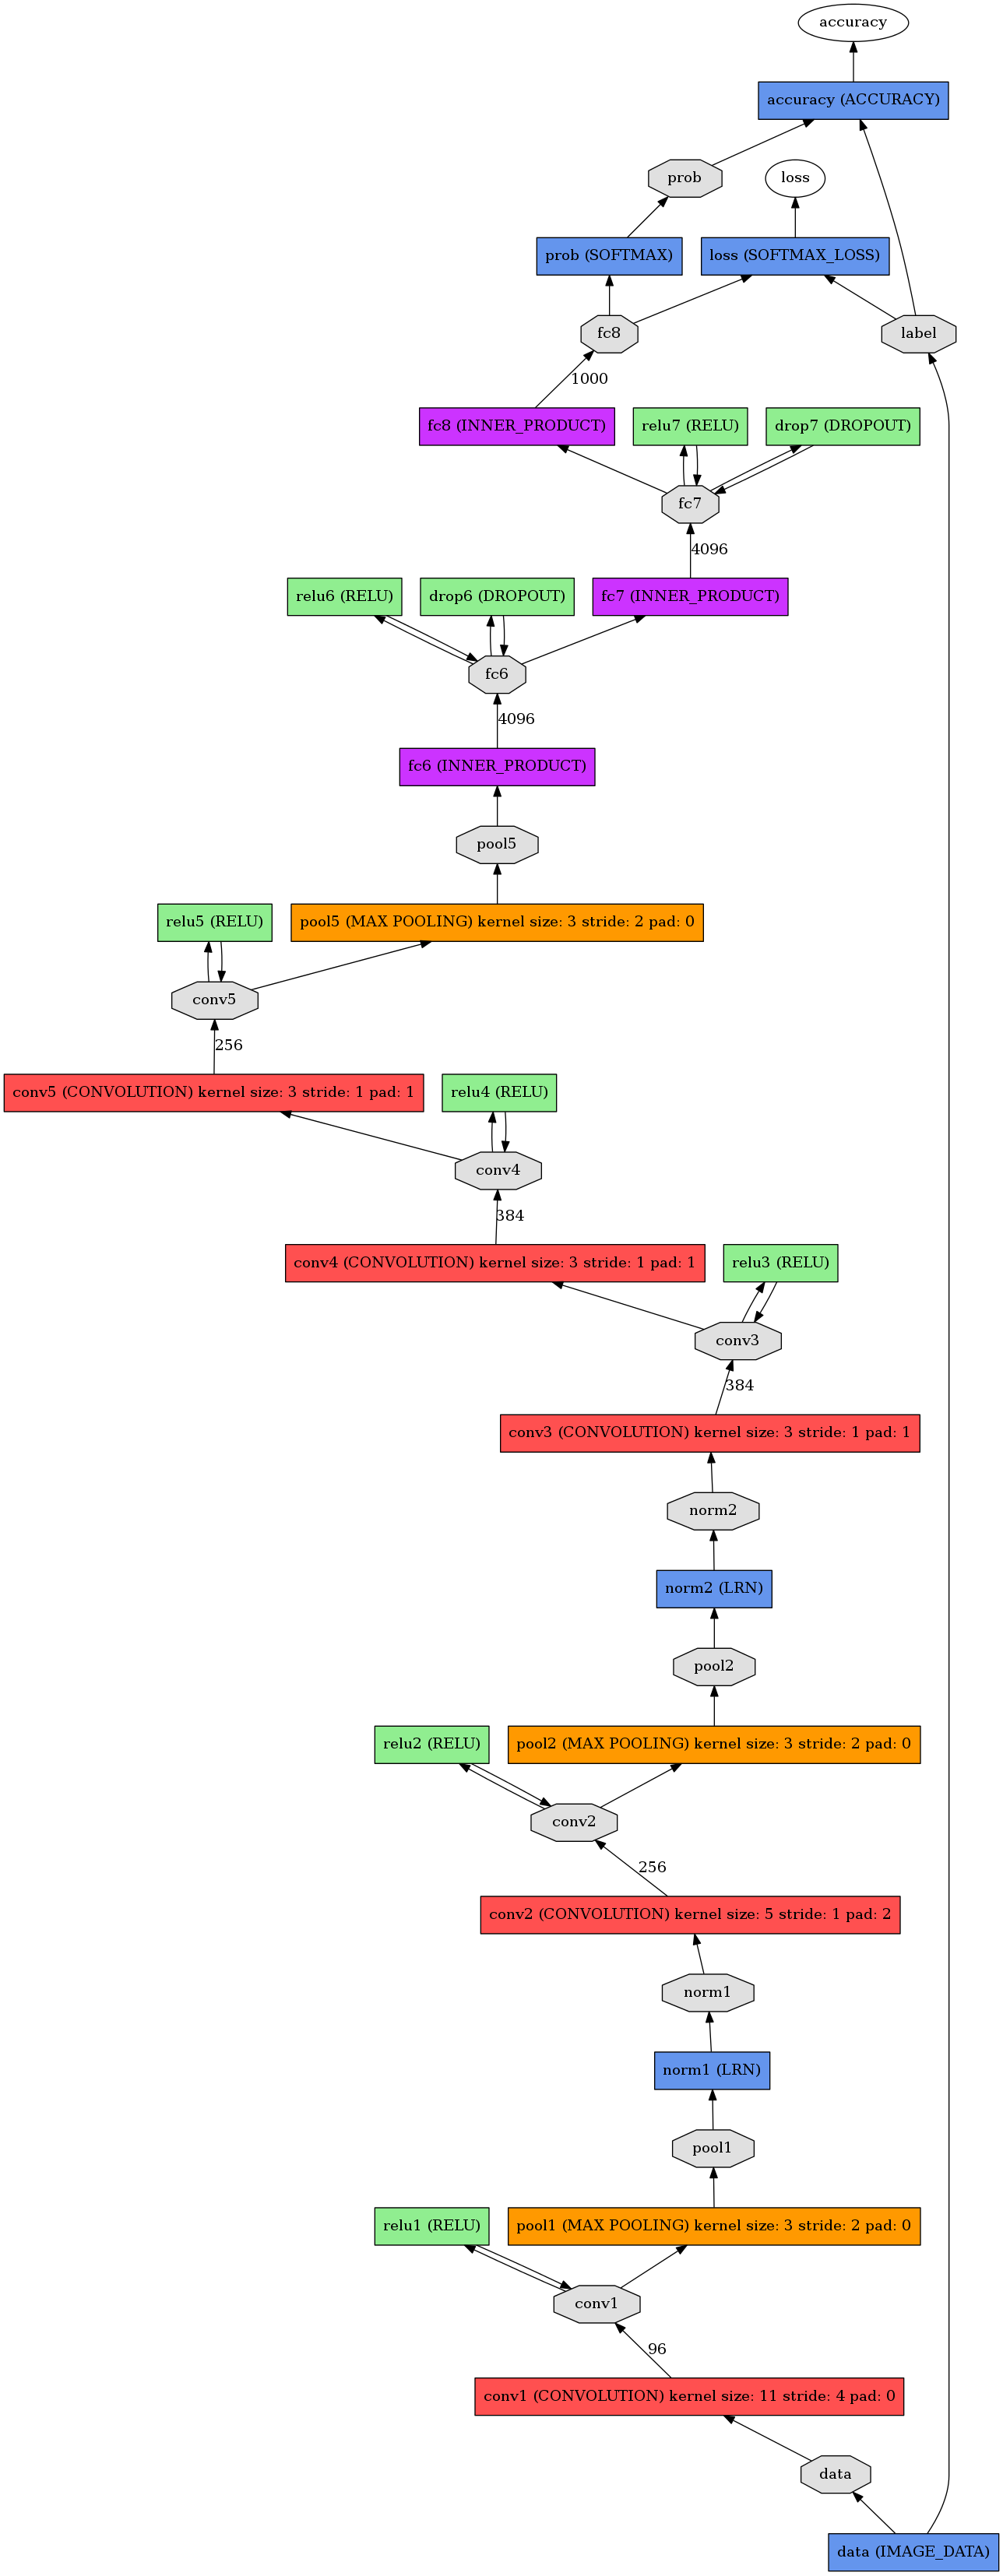 accuracy
accuracy (ACCURACY)
prob
loss
prob (SOFTMAX)
loss (SOFTMAX_LOSS)
fc8
label
1000
fc8 (INNER_PRODUCT)
relu7 (RELU)
drop7 (DROPOUT)
fc7
4096
relu6 (RELU)
drop6 (DROPOUT)
fc7 (INNER_PRODUCT)
fc6
4096
fc6 (INNER_PRODUCT)
pool5
relu5 (RELU)
pool5 (MAX POOLING) kernel size: 3 stride: 2 pad: 0
conv5
256
conv5 (CONVOLUTION) kernel size: 3 stride: 1 pad: 1
relu4 (RELU)
conv4
384
conv4 (CONVOLUTION) kernel size: 3 stride: 1 pad: 1
relu3 (RELU)
conv3
384
conv3 (CONVOLUTION) kernel size: 3 stride: 1 pad: 1
norm2
norm2 (LRN)
pool2
relu2 (RELU)
pool2 (MAX POOLING) kernel size: 3 stride: 2 pad: 0
conv2
256
conv2 (CONVOLUTION) kernel size: 5 stride: 1 pad: 2
norm1
norm1 (LRN)
pool1
relu1 (RELU)
pool1 (MAX POOLING) kernel size: 3 stride: 2 pad: 0
conv1
96
conv1 (CONVOLUTION) kernel size: 11 stride: 4 pad: 0
data
data (IMAGE_DATA)